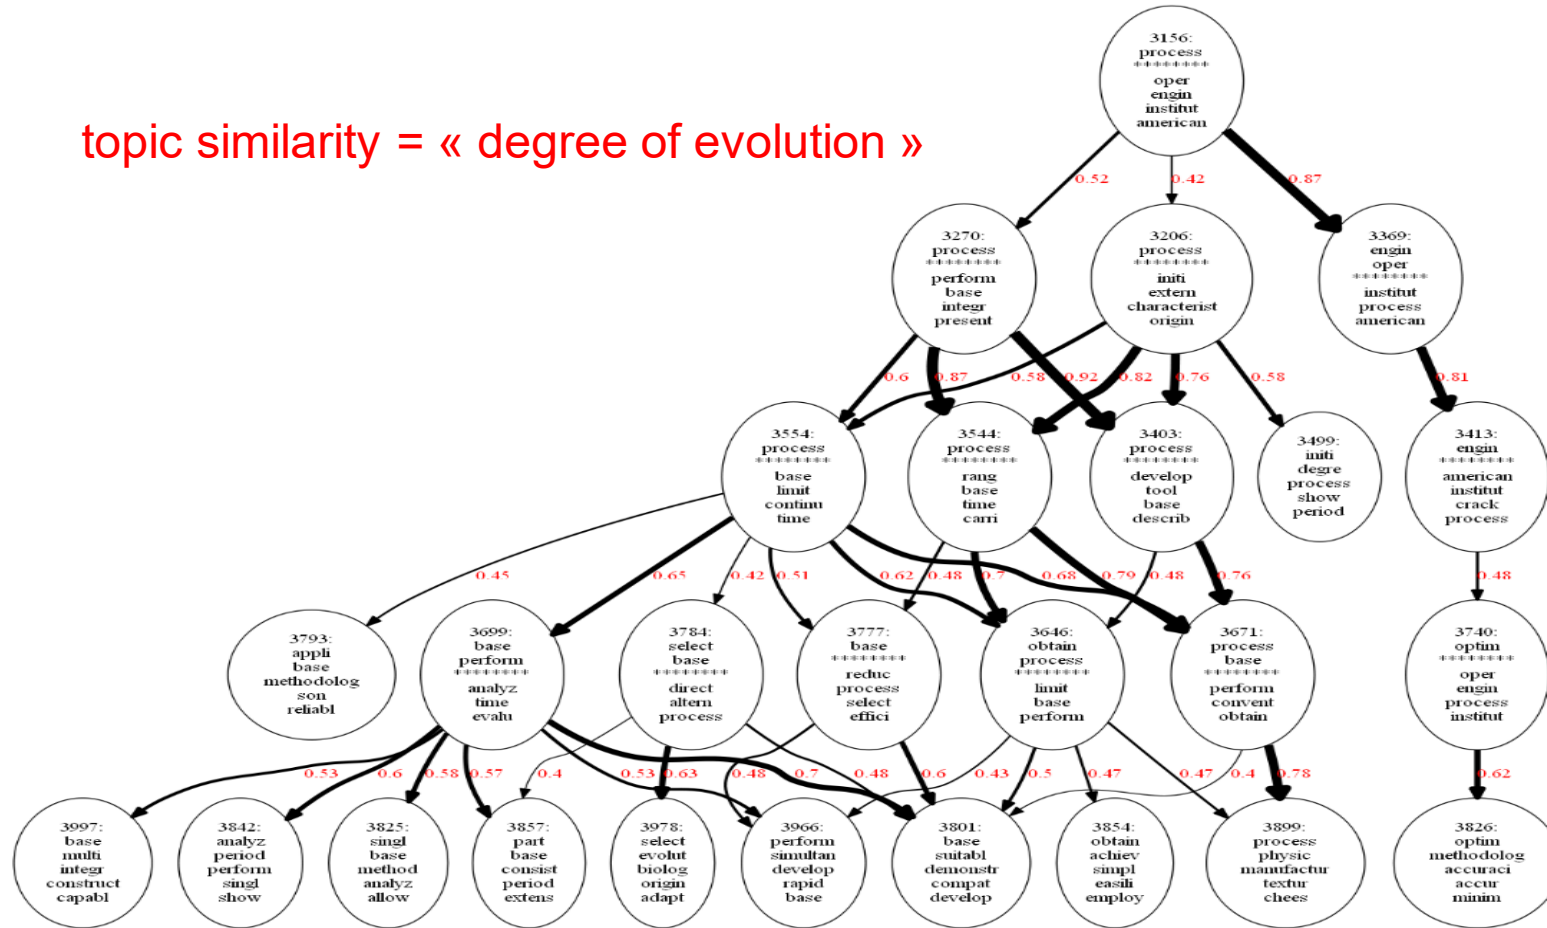 3156:
process
********
oper
engin
institut
american
topic similarity = « degree of evolution »
0.52
0.42
0.87
3270:
process
********
perform
base
integr
present
3206:
process
********
initi
extern
characterist
origin
3369:
engin
oper
********
institut
process
american
0.6
0.87
0.58
0.92
0.82
0.76
0.58
0.81
3554:
process
********
base
limit
continu
time
3544:
process
********
rang
base
time
carri
3403:
process
********
develop
tool
base
describ
3499:
initi
degre
process
show
period
3413:
engin
********
american
institut
crack
process
0.45
0.65
0.42
0.51
0.62
0.48
0.7
0.68
0.79
0.48
0.76
0.48
3793:
appli
base
methodolog
son
reliabl
3699:
base
perform
********
analyz
time
evalu
3784:
select
base
********
direct
altern
process
3777:
base
********
reduc
process
select
effici
3646:
obtain
process
********
limit
base
perform
3671:
process
base
********
perform
convent
obtain
3740:
optim
********
oper
engin
process
institut
0.53
0.6
0.58
0.57
0.4
0.53
0.63
0.48
0.7
0.48
0.6
0.43
0.5
0.47
0.47
0.4
0.78
0.62
3997:
base
multi
integr
construct
capabl
3842:
analyz
period
perform
singl
show
3825:
singl
base
method
analyz
allow
3857:
part
base
consist
period
extens
3978:
select
evolut
biolog
origin
adapt
3966:
perform
simultan
develop
rapid
base
3801:
base
suitabl
demonstr
compat
develop
3854:
obtain
achiev
simpl
easili
employ
3899:
process
physic
manufactur
textur
chees
3826:
optim
methodolog
accuraci
accur
minim